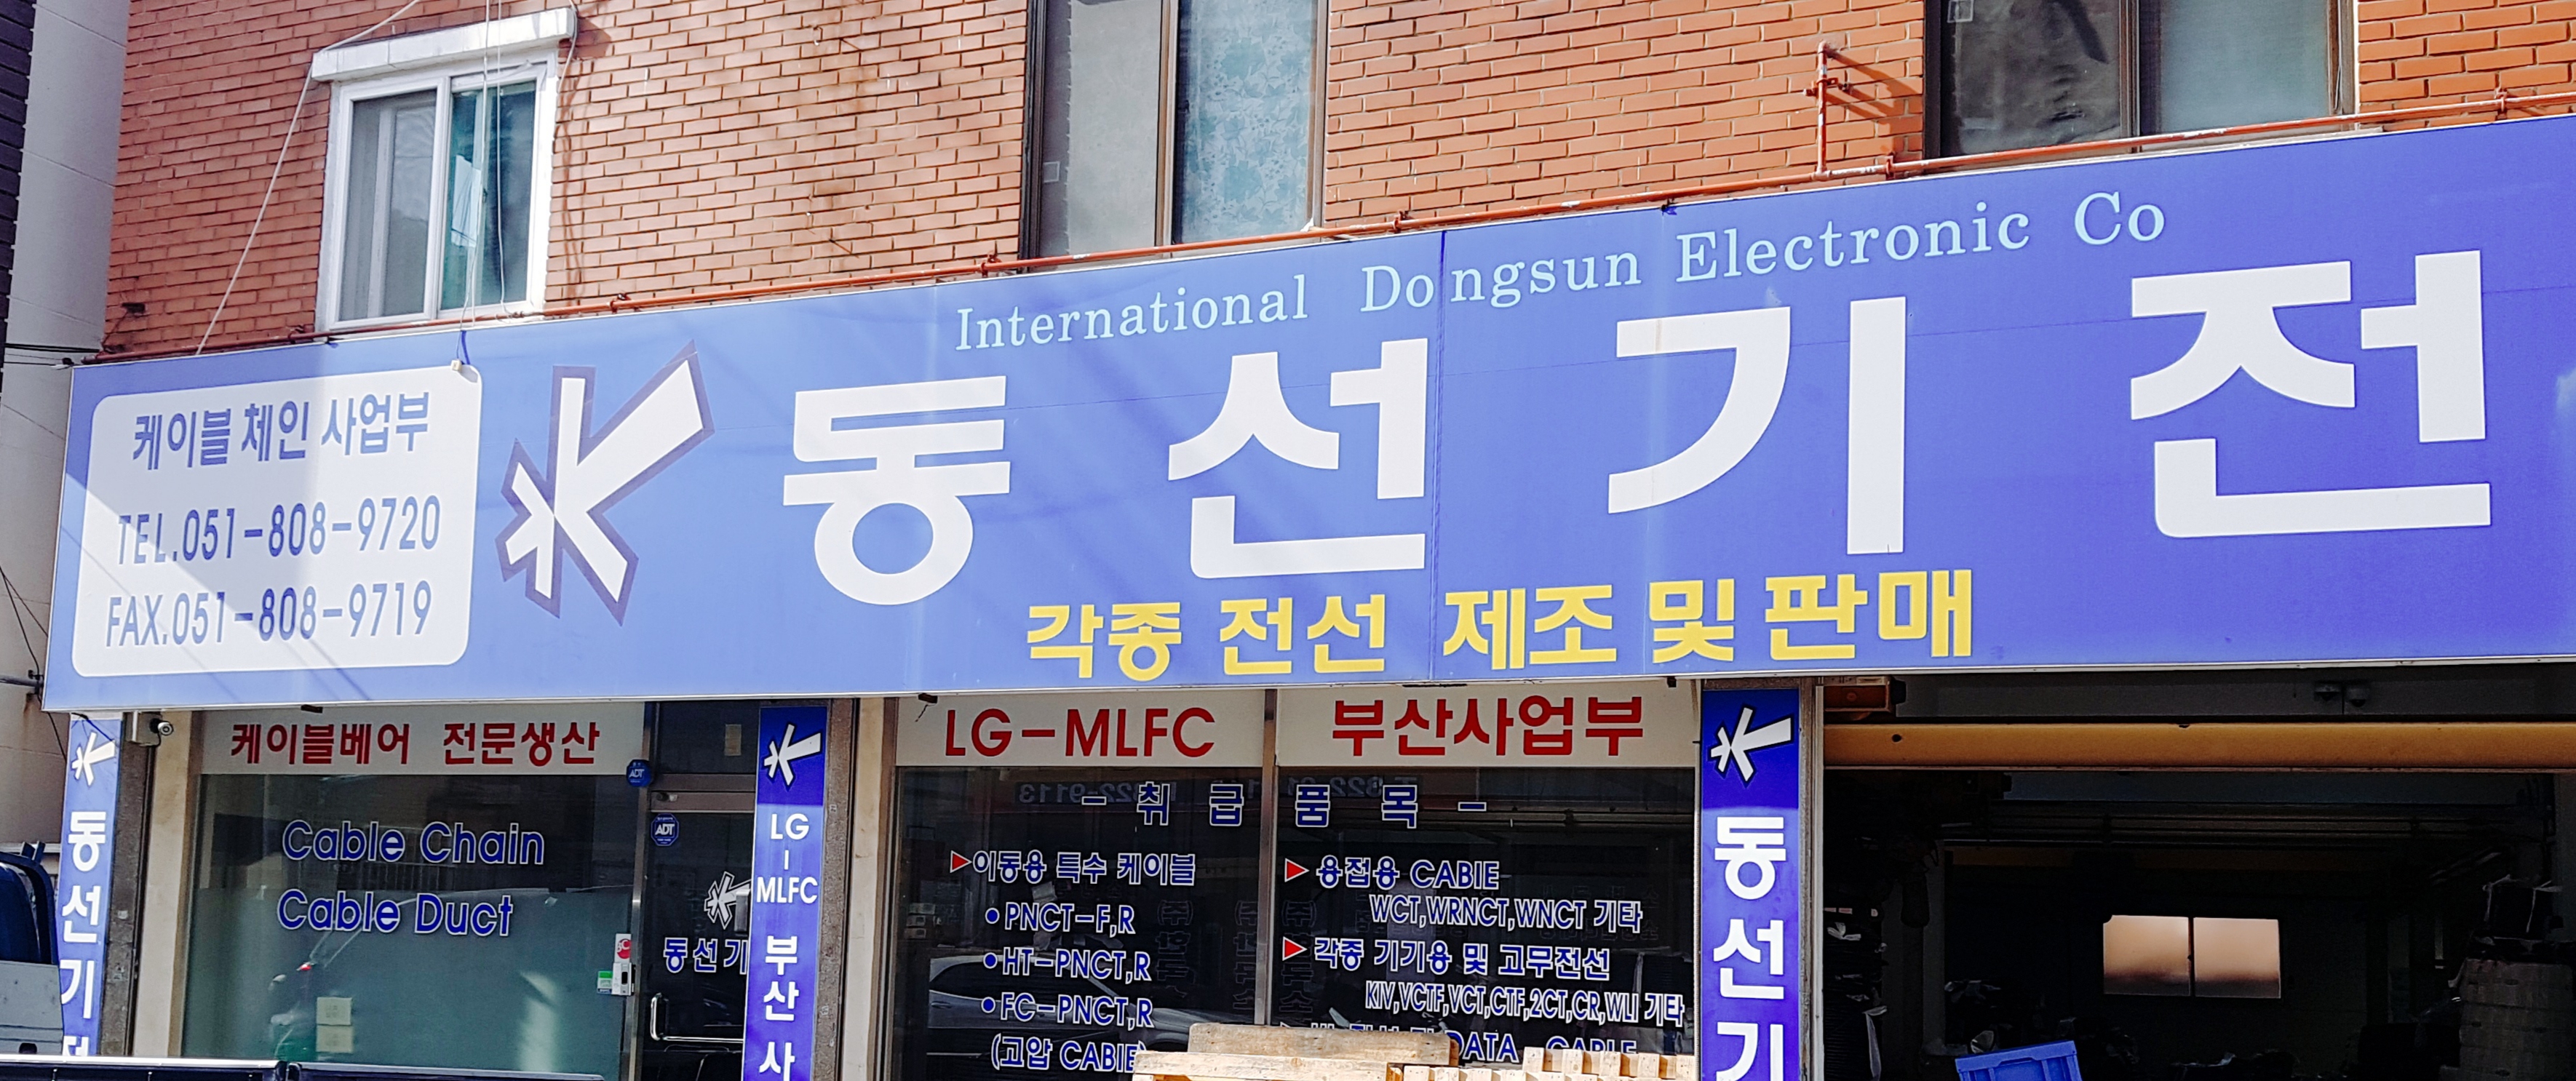 International Dongsun Electronic Co
케이블 체인 사업부
TEL.051-808-9720
FAX.051-808-9719
동선기전
각종 전선 제조 및 판매
케이블베어 전문생산
Cable Chain
Cable Duct
ADT
ADT
동선기
동선기전
LG-MLFC 부산사
LG-MLFC 부산사업부
- 취급품목 -
▶이동용 특수 케이블
•PNCT-F,R
•HT-PNCT,R
•FC-PNCT,R
(고압 CABIE
▶용접용 CABIE
WCT,WRNCT,WNCT 기타
▶각종 기기용 및 고무전선
KIV,VCTF,VCT,CTF,2CT,CR,WLI 기타
DATA CABLE
동선기